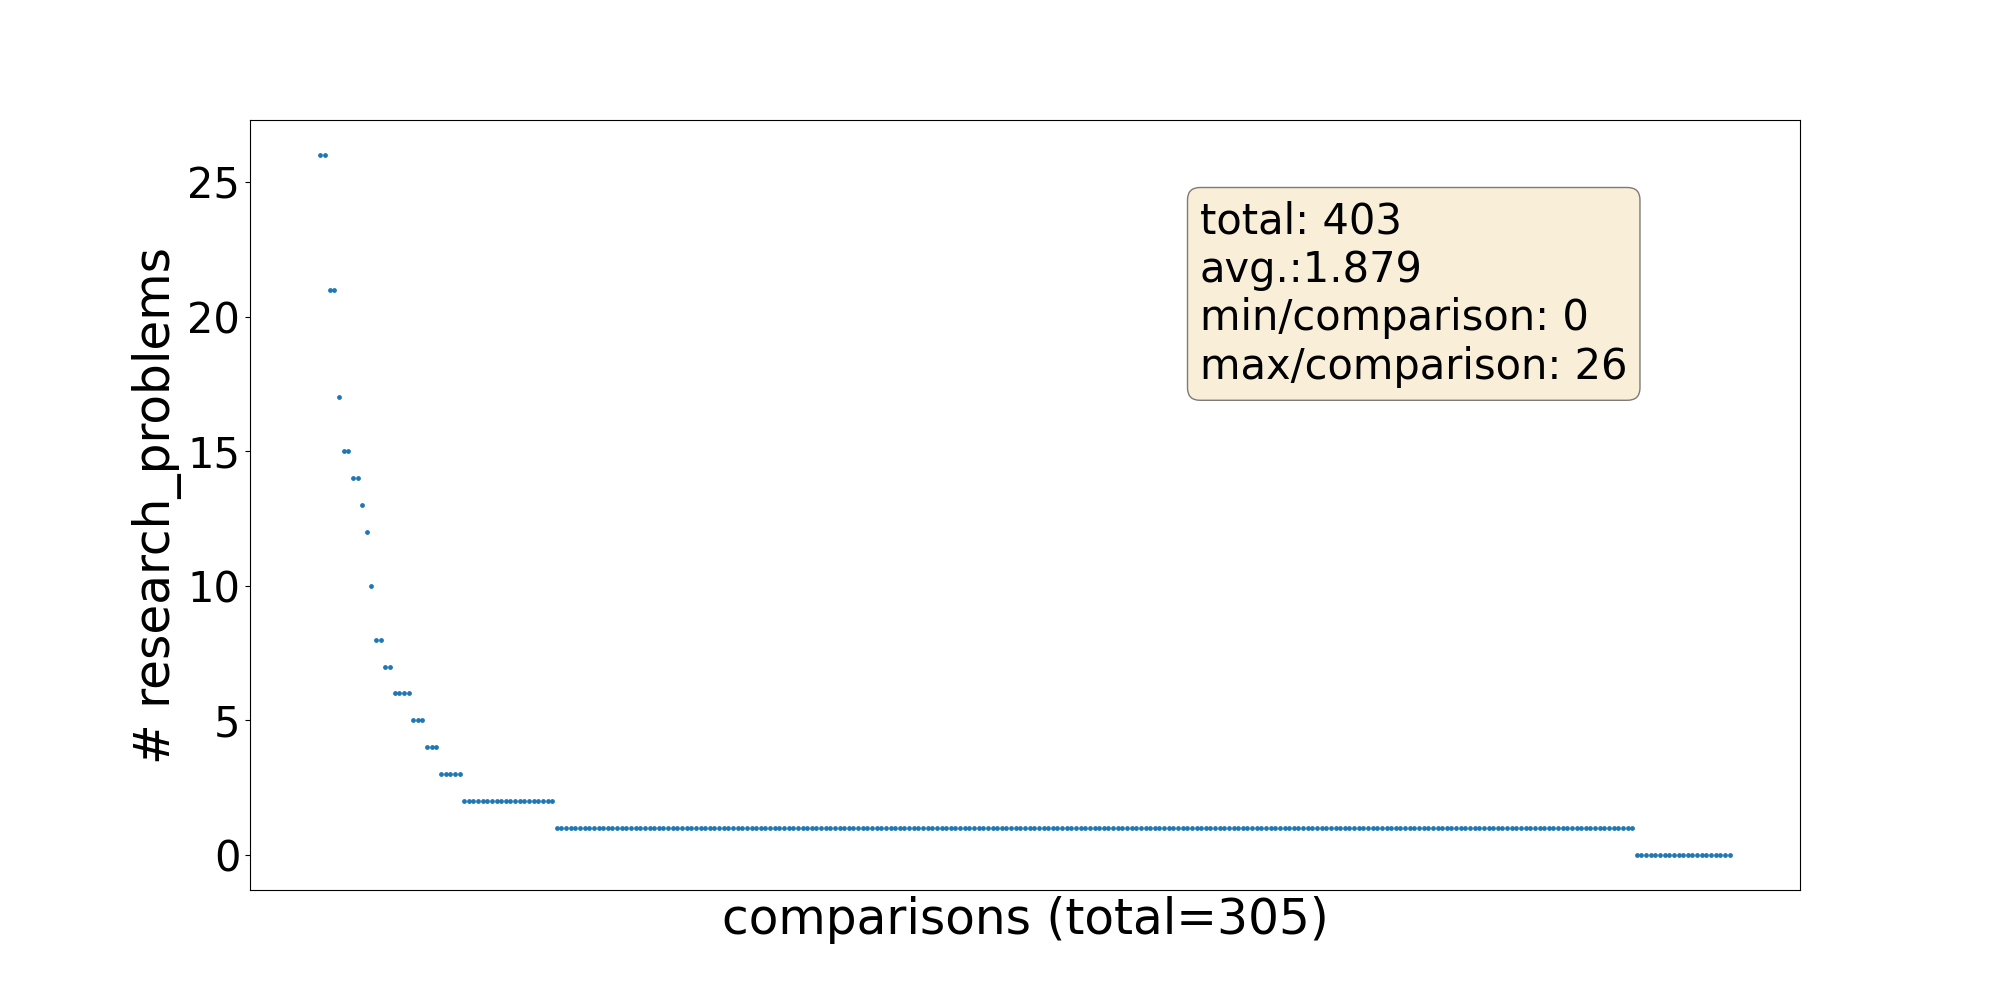 25
20
15
10
5
0
# research_problems
total: 403
avg.:1.879
min/comparison: 0
max/comparison: 26
comparisons (total=305)